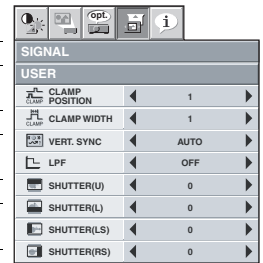 opt.
i
SIGNAL
USER
CLAMP CLAMP POSITION 1
CLAMP CLAMP WIDTH 1
VERT. SYNC AUTO
LPF OFF
SHUTTER(U) 0
SHUTTER(L) 0
SHUTTER(LS) 0
SHUTTER(RS) 0